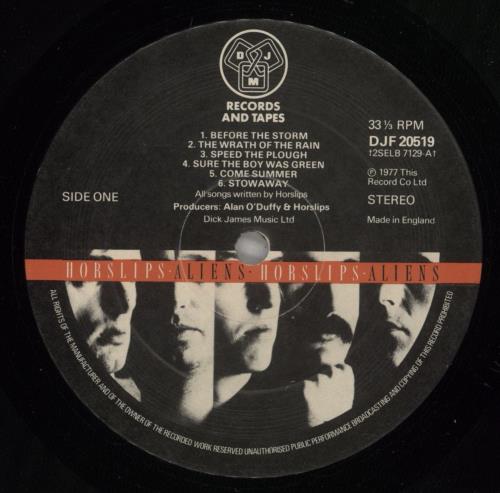 D J M
RECORDS
AND TAPES
1. BEFORE THE STORM
2. THE WRATH OF THE RAIN
3. SPEED THE PLOUGH
4. SURE THE BOY WAS GREEN
5. COME SUMMER
6. STOWAWAY
All songs written by Horslips
Producers: Alan O'Duffy & Horslips
Dick James Music Ltd
SIDE ONE
33 ⅓ RPM
DJF 20519
†2SELB 7129-A†
Ⓟ 1977 This
Record Co Ltd
STEREO
Made in England
HORSLIPS·ALIENS·HORSLIPS·ALIENS
ALL RIGHTS OF THE MANUFACTURER AND OF THE OWNER OF THE RECORDED WORK RESERVED UNAUTHORISED PUBLIC PERFORMANCE BROADCASTING AND COPYING OF THIS RECORD PROHIBITED